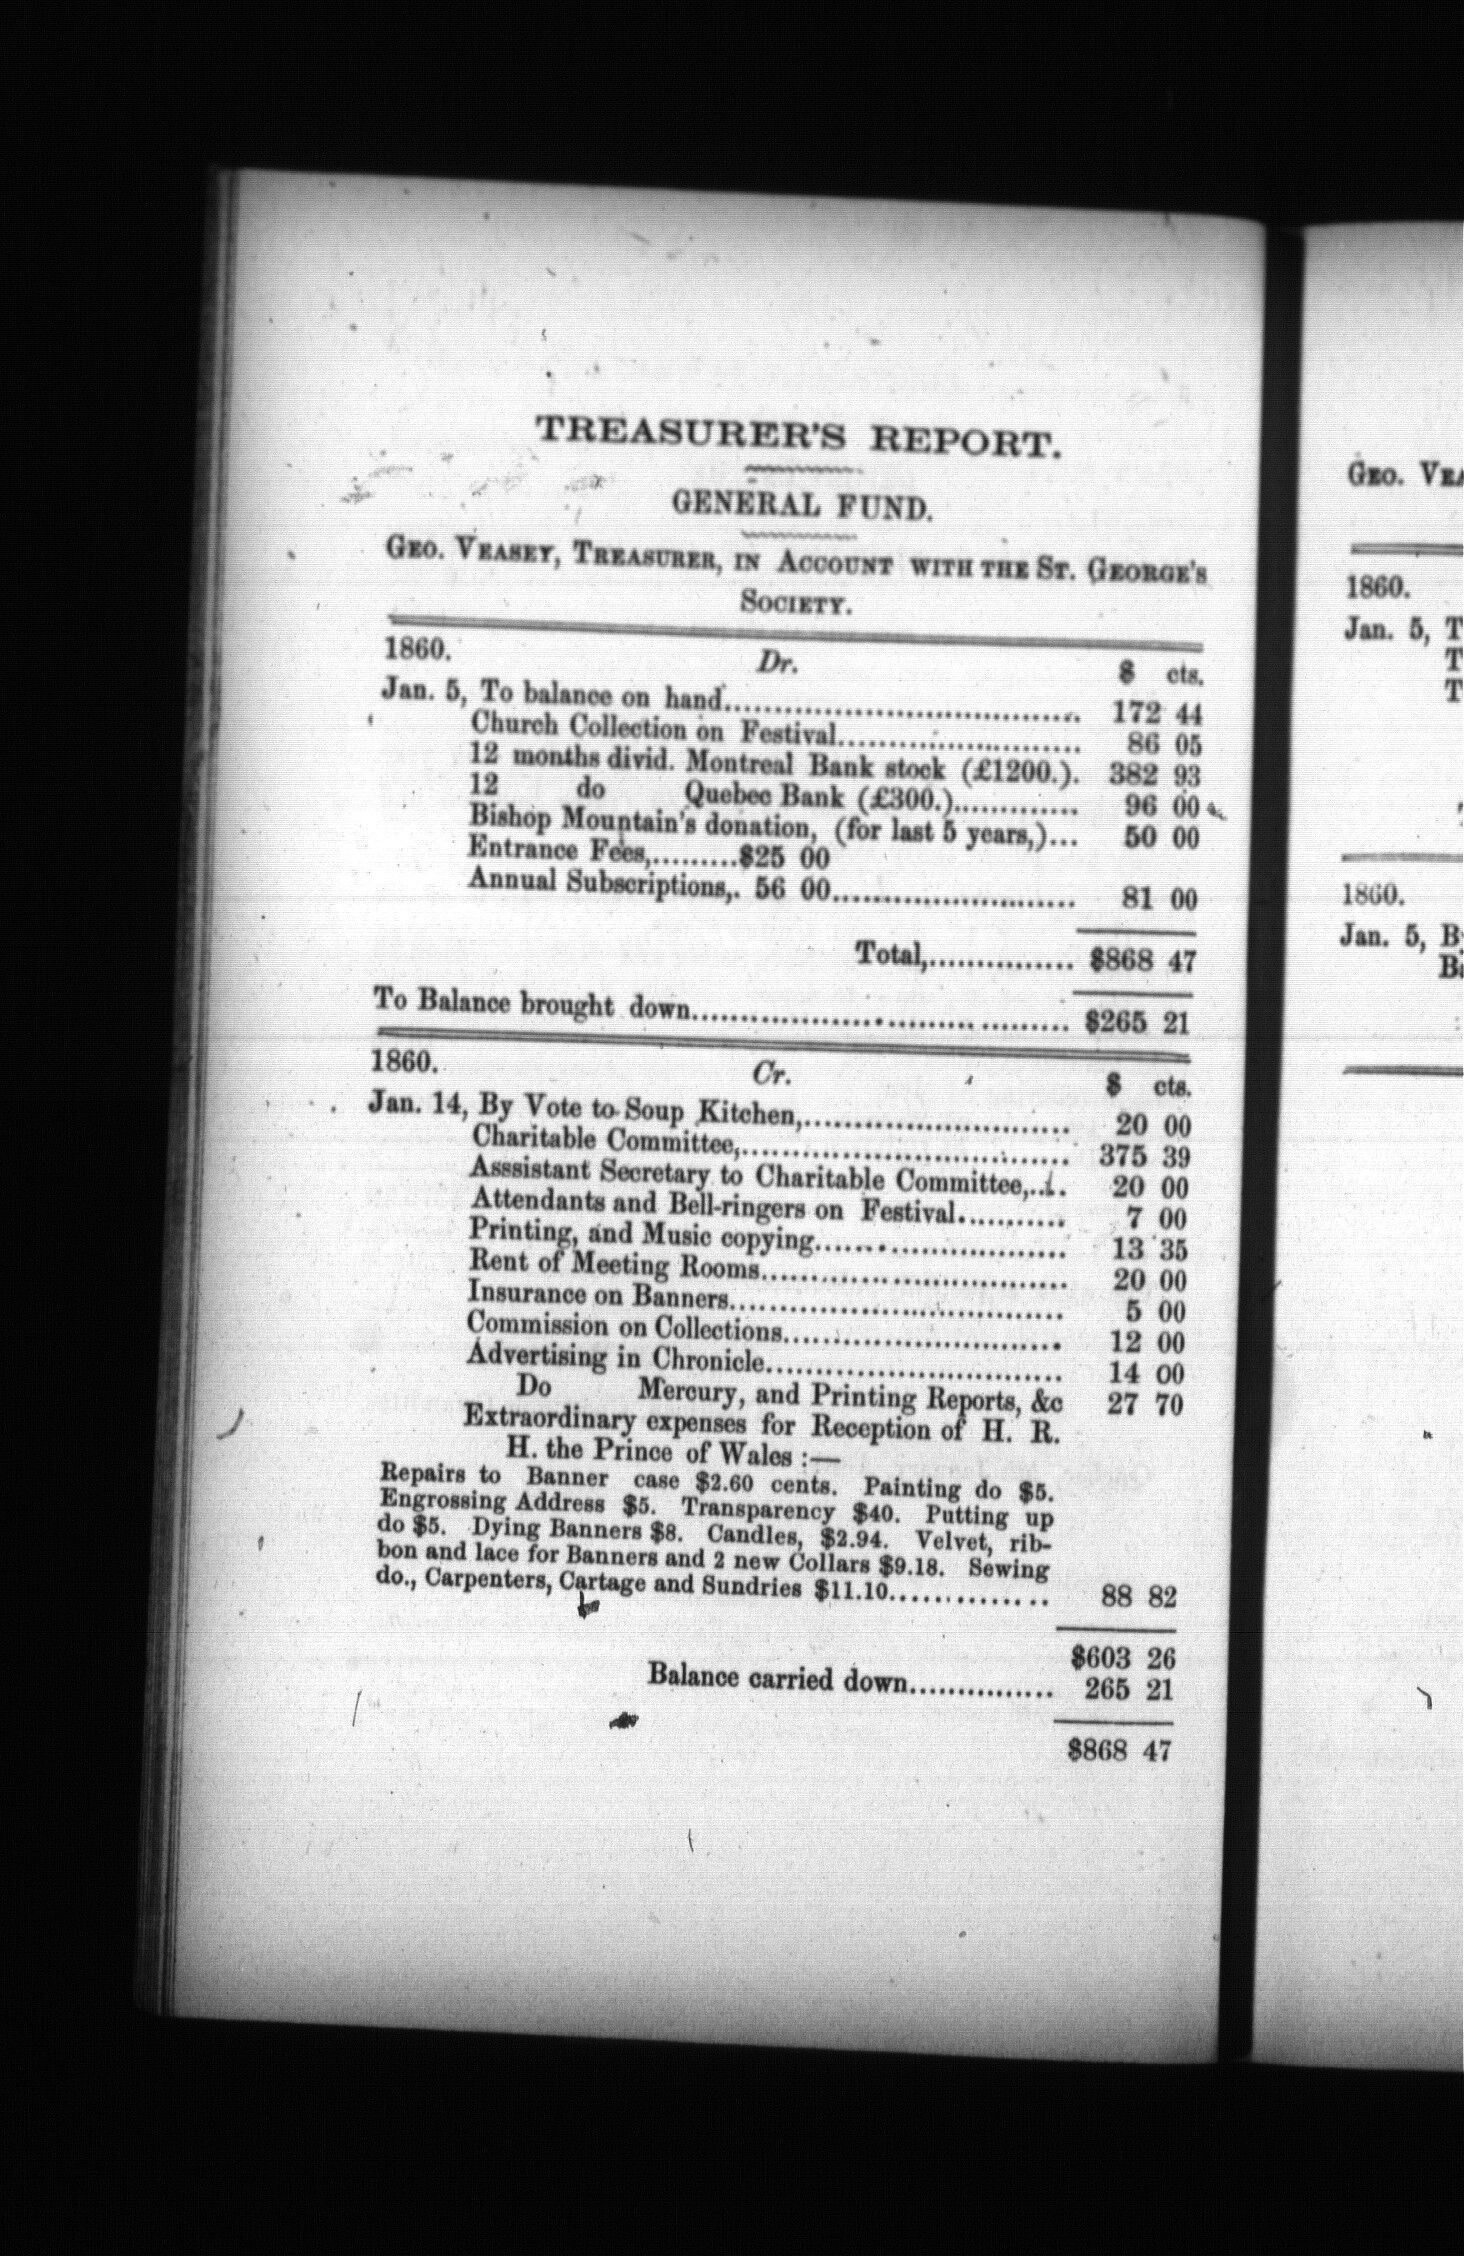 TREASURER'S REPORT.
GENERAL FUND.
GEO. VEASEY, TREASURER, IN ACCOUNT WITH THE ST. GEORGE'S
SOCIETY.
1860. Dr. $ cts.
Jan. 5, To balance on hand.................................... 172 44
Church Collection on Festival......................... 86 05
12 months divid. Montreal Bank stock (£1200.). 382 93
12 do Quebec Bank (£300.)............. 96 00
Bishop Mountain's donation, (for last 5 years,)... 50 00
Entrance Fees,.........$25 00
Annual Subscriptions,. 56 00......................... 81 00
Total,............... $868 47
To Balance brought down...................................... $265 21
1860. Cr. $ cts.
Jan. 14, By Vote to Soup Kitchen,........................... 20 00
Charitable Committee,................................. 375 39
Asssistant Secretary to Charitable Committee,.... 20 00
Attendants and Bell-ringers on Festival........... 7 00
Printing, and Music copying.......................... 13 35
Rent of Meeting Rooms............................... 20 00
Insurance on Banners.................................. 5 00
Commission on Collections............................ 12 00
Advertising in Chronicle.............................. 14 00
Do Mercury, and Printing Reports, &c 27 70
Extraordinary expenses for Reception of H. R.
H. the Prince of Wales :—
Repairs to Banner case $2.60 cents. Painting do $5.
Engrossing Address $5. Transparency $40. Putting up
do $5. Dying Banners $8. Candles, $2.94. Velvet, rib-
bon and lace for Banners and 2 new Collars $9.18. Sewing
do., Carpenters, Cartage and Sundries $11.10.............. 88 82
$603 26
Balance carried down............... 265 21
$868 47
GEO. VEA
1860.
Jan. 5, T
T
T
1860.
Jan. 5, By
Ba